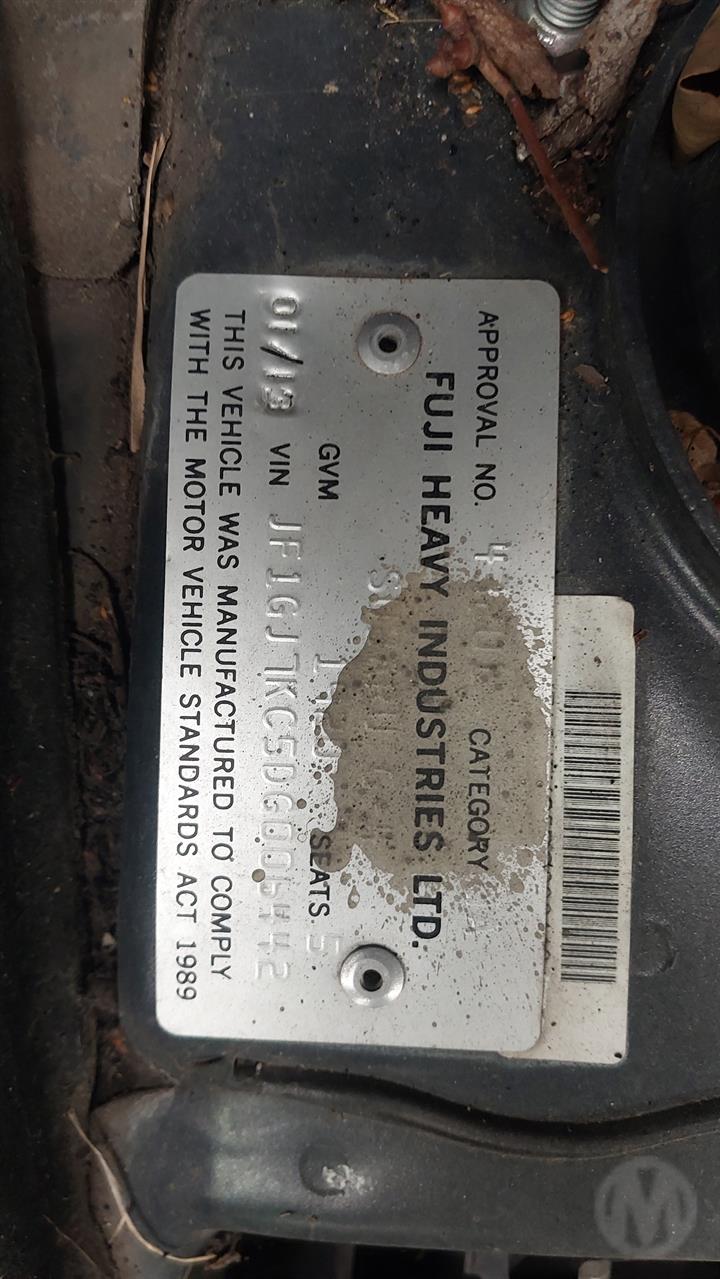 APPROVAL NO. 4 CATEGORY
FUJI HEAVY INDUSTRIES LTD.
GVM SEATS 5
01/13 VIN JF1GJ7KC5DG006442
THIS VEHICLE WAS MANUFACTURED TO COMPLY
WITH THE MOTOR VEHICLE STANDARDS ACT 1989
M